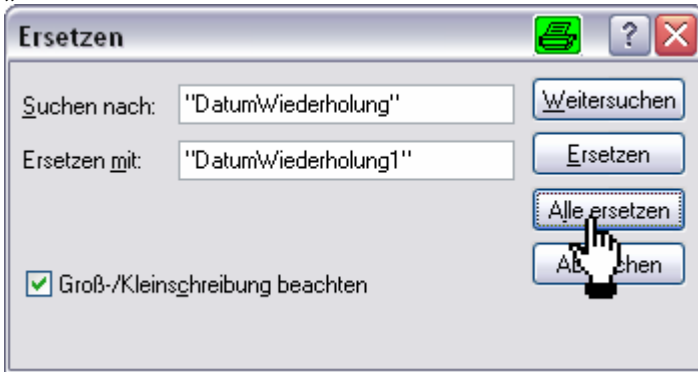 Ersetzen
?
Suchen nach: "DatumWiederholung" Weitersuchen
Ersetzen mit: "DatumWiederholung1" Ersetzen
Alle ersetzen
Groß-/Kleinschreibung beachten